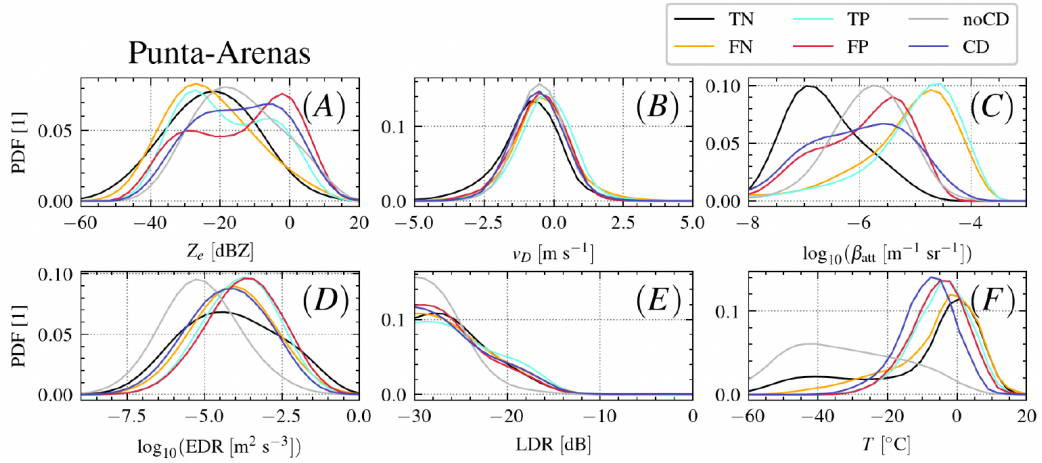 TN TP noCD
FN FP CD
Punta-Arenas
(A) (B) (C)
PDF [1]
0.05
0.00
−60 −40 −20 0 20
Z_e [dBZ]
0.1
0.0
−5.0 −2.5 0.0 2.5 5.0
v_D [m s⁻¹]
0.10
0.05
0.00
−8 −6 −4
log₁₀(β_att [m⁻¹ sr⁻¹])
(D) (E) (F)
PDF [1]
0.10
0.05
0.00
−7.5 −5.0 −2.5 0.0
log₁₀(EDR [m² s⁻³])
0.1
0.0
−30 −20 −10 0
LDR [dB]
0.1
0.0
−60 −40 −20 0 20
T [°C]